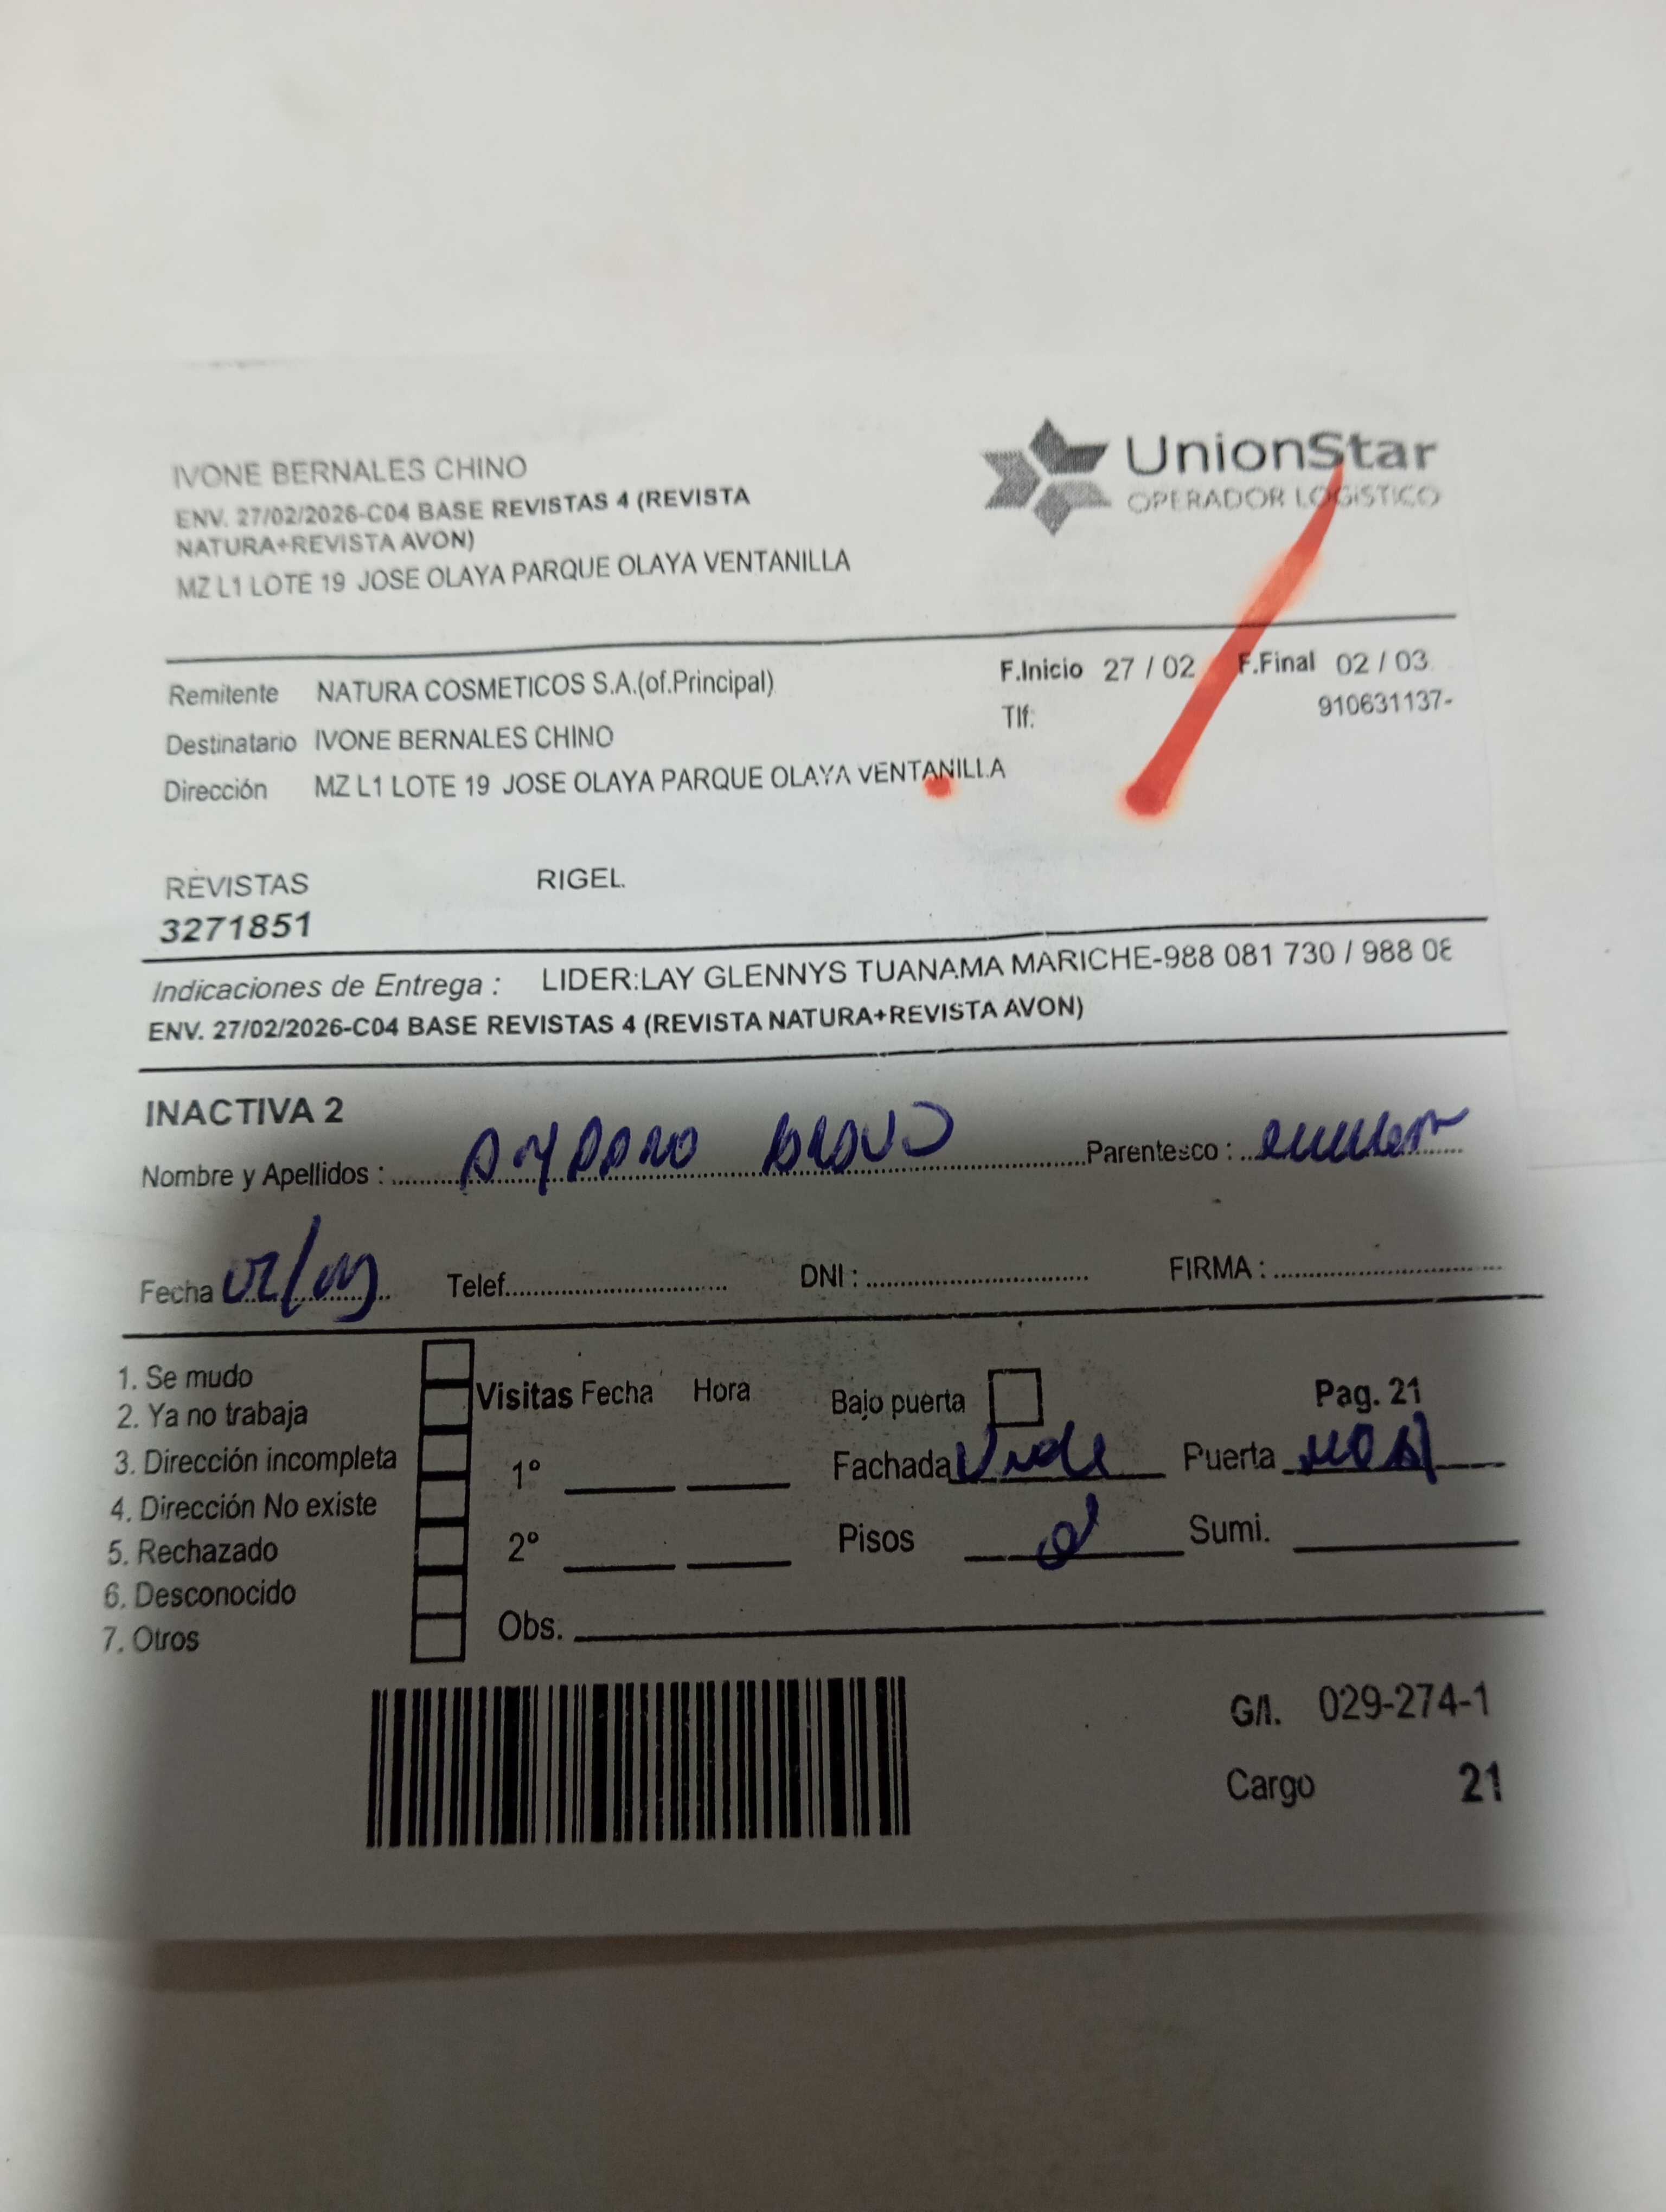 IVONE BERNALES CHINO
ENV. 27/02/2026-C04 BASE REVISTAS 4 (REVISTA
NATURA+REVISTA AVON)
MZ L1 LOTE 19 JOSE OLAYA PARQUE OLAYA VENTANILLA
UnionStar
OPERADOR LOGÍSTICO
Remitente NATURA COSMETICOS S.A.(of.Principal)
F.Inicio 27 / 02 F.Final 02 / 03
Tlf: 910631137-
Destinatario IVONE BERNALES CHINO
Dirección MZ L1 LOTE 19 JOSE OLAYA PARQUE OLAYA VENTANILLA
REVISTAS RIGEL
3271851
Indicaciones de Entrega : LIDER:LAY GLENNYS TUANAMA MARICHE-988 081 730 / 988 08
ENV. 27/02/2026-C04 BASE REVISTAS 4 (REVISTA NATURA+REVISTA AVON)
INACTIVA 2
Nombre y Apellidos : Parentesco :
Fecha 02/03 Telef. DNI : FIRMA :
1. Se mudo
2. Ya no trabaja
3. Dirección incompleta
4. Dirección No existe
5. Rechazado
6. Desconocido
7. Otros
Visitas Fecha Hora
1°
2°
Obs.
Bajo puerta Pag. 21
Fachada Verde Puerta
Pisos 2 Sumi.
G/I. 029-274-1
Cargo 21